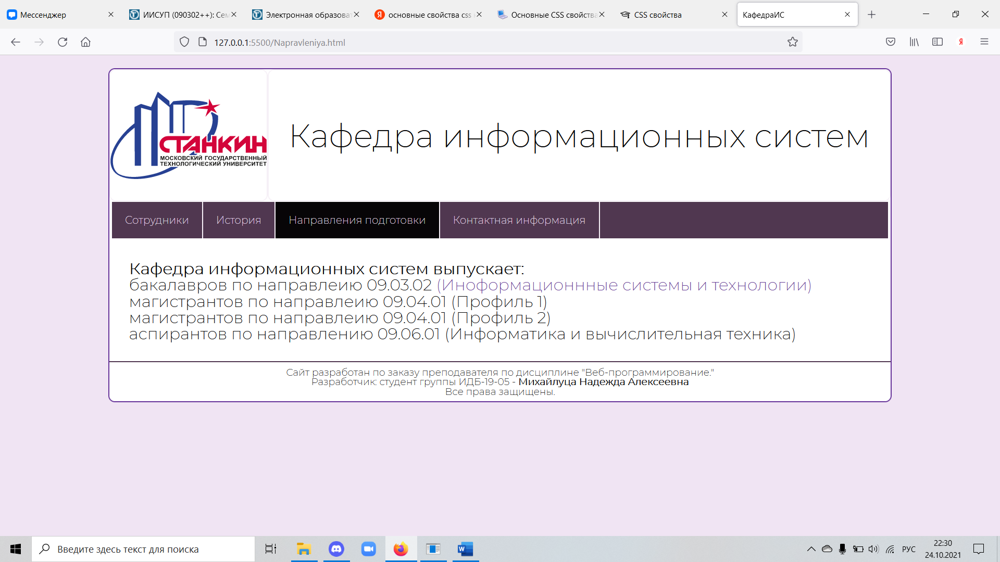 Мессенджер
ИИСУП (090302++): Сем
Электронная образоват
основные свойства css
Основные CSS свойства
CSS свойства
КафедраИС
127.0.0.1:5500/Napravleniya.html
СТАНКИН
МОСКОВСКИЙ ГОСУДАРСТВЕННЫЙ
ТЕХНОЛОГИЧЕСКИЙ УНИВЕРСИТЕТ
Кафедра информационных систем
Сотрудники
История
Направления подготовки
Контактная информация
Кафедра информационных систем выпускает:
бакалавров по направлеию 09.03.02 (Иноформационнные системы и технологии)
магистрантов по направлеию 09.04.01 (Профиль 1)
магистрантов по направлеию 09.04.01 (Профиль 2)
аспирантов по направлению 09.06.01 (Информатика и вычислительная техника)
Сайт разработан по заказу преподавателя по дисциплине "Веб-программирование."
Разработчик: студент группы ИДБ-19-05 - Михайлуца Надежда Алексеевна
Все права защищены.
Введите здесь текст для поиска
РУС
22:30
24.10.2021